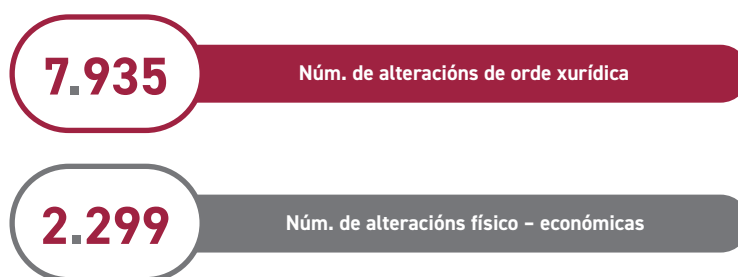 7.935
Núm. de alteracións de orde xurídica
2.299
Núm. de alteracións físico – económicas